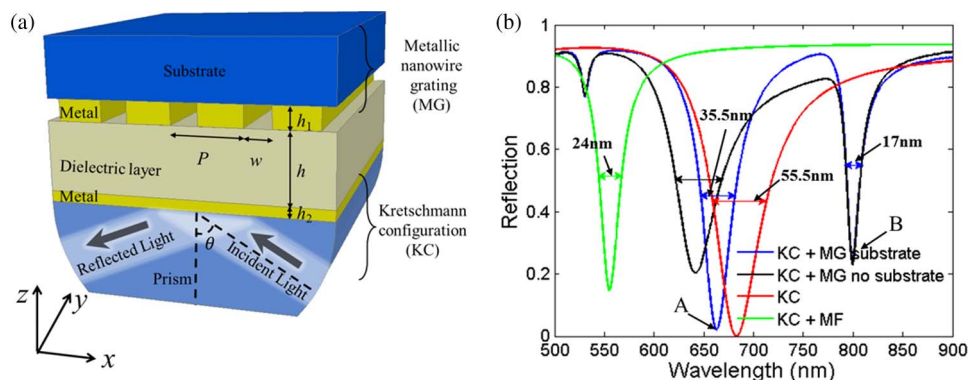 (a)
Substrate
Metallic
nanowire
grating
(MG)
Metal
h1
P
w
Dielectric layer
h
Metal
h2
Kretschmann
configuration
(KC)
Reflected Light
θ
Incident Light
Prism
z
y
x
(b)
Reflection
1
0.8
0.6
0.4
0.2
0
500 550 600 650 700 750 800 850 900
Wavelength (nm)
24nm
35.5nm
55.5nm
17nm
A
B
KC + MG substrate
KC + MG no substrate
KC
KC + MF